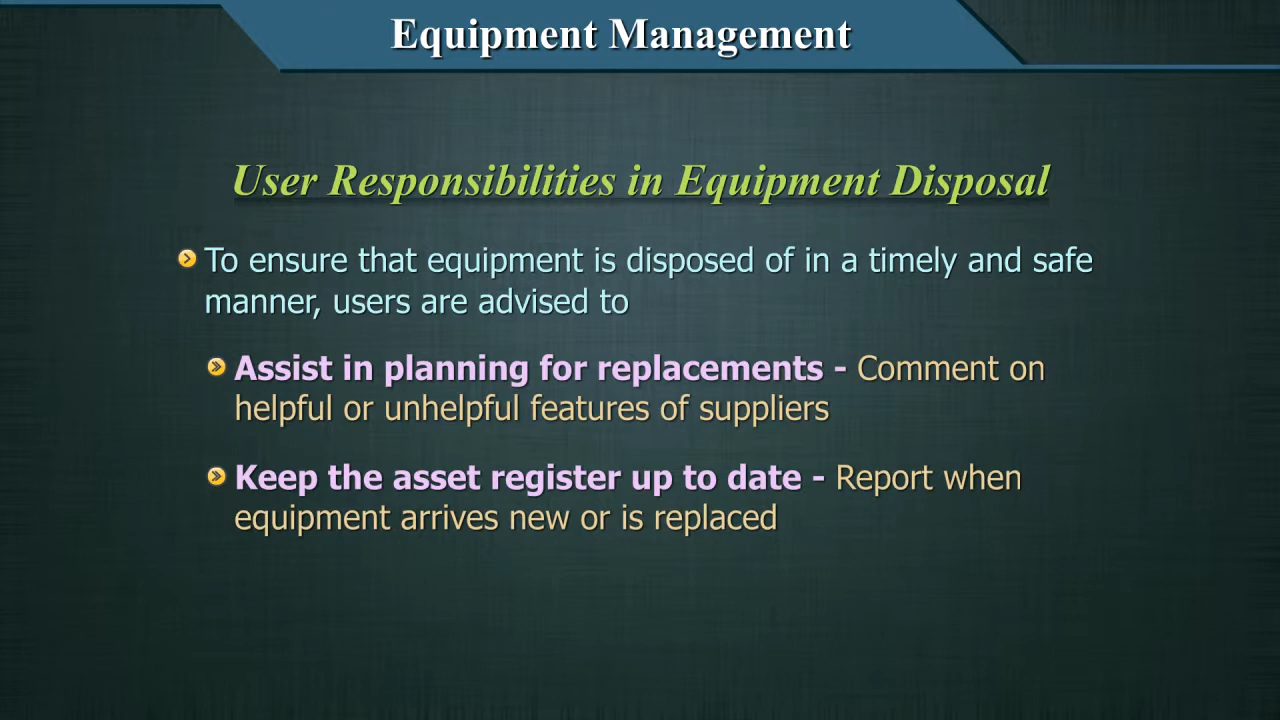 Equipment Management
User Responsibilities in Equipment Disposal
To ensure that equipment is disposed of in a timely and safe
manner, users are advised to
Assist in planning for replacements - Comment on
helpful or unhelpful features of suppliers
Keep the asset register up to date - Report when
equipment arrives new or is replaced